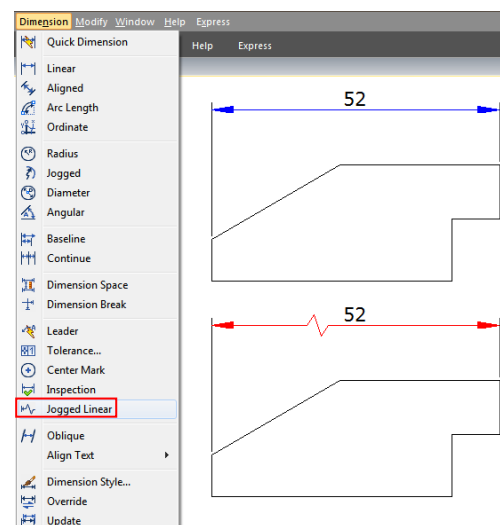 Dimension Modify Window Help Express
Help Express
Quick Dimension
Linear
Aligned
Arc Length
Ordinate
Radius
Jogged
Diameter
Angular
Baseline
Continue
Dimension Space
Dimension Break
Leader
Tolerance...
Center Mark
Inspection
Jogged Linear
Oblique
Align Text
Dimension Style...
Override
Update
52
52